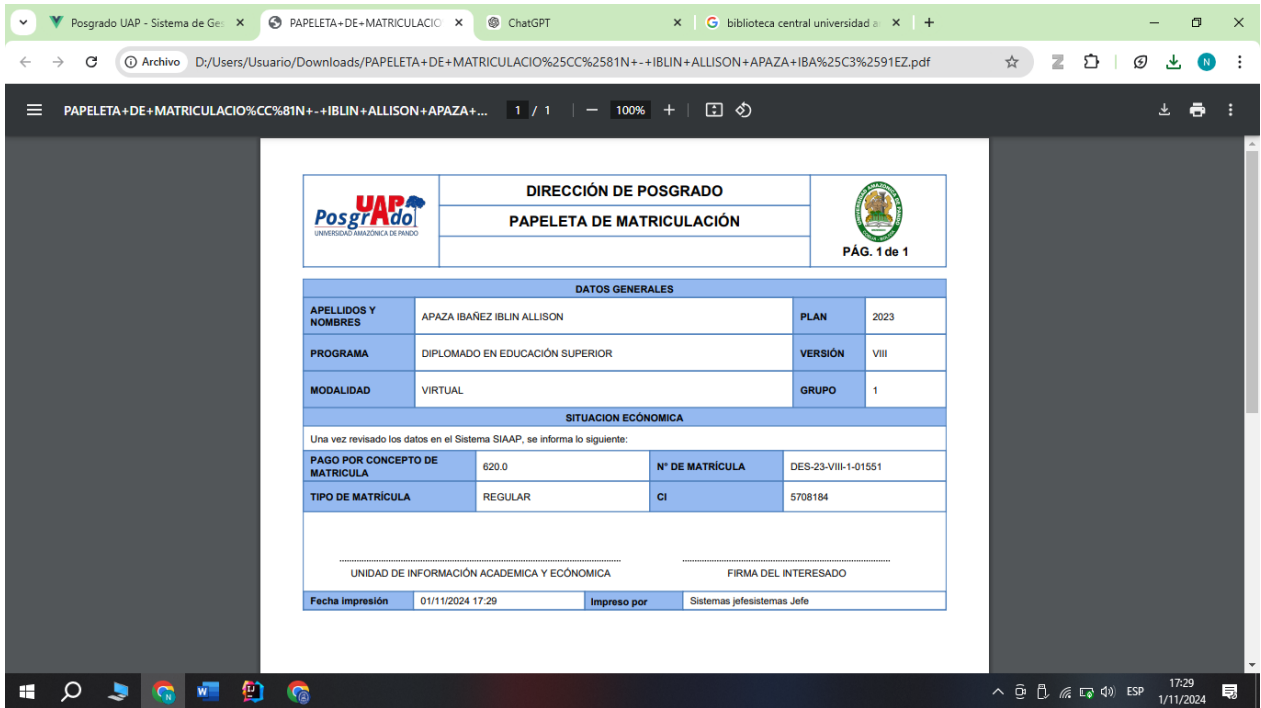 Posgrado UAP - Sistema de Ges
PAPELETA+DE+MATRICULACIO
ChatGPT
biblioteca central universidad a
Archivo
D:/Users/Usuario/Downloads/PAPELETA+DE+MATRICULACIO%25CC%2581N+-+IBLIN+ALLISON+APAZA+IBA%25C3%2591EZ.pdf
N
PAPELETA+DE+MATRICULACIO%CC%81N+-+IBLIN+ALLISON+APAZA+...
1 / 1
100%
UAP
PosgrAdo
UNIVERSIDAD AMAZÓNICA DE PANDO
DIRECCIÓN DE POSGRADO
PAPELETA DE MATRICULACIÓN
PÁG. 1 de 1
DATOS GENERALES
APELLIDOS Y
NOMBRES
APAZA IBAÑEZ IBLIN ALLISON
PLAN
2023
PROGRAMA
DIPLOMADO EN EDUCACIÓN SUPERIOR
VERSIÓN
VIII
MODALIDAD
VIRTUAL
GRUPO
1
SITUACION ECÓNOMICA
Una vez revisado los datos en el Sistema SIAAP, se informa lo siguiente:
PAGO POR CONCEPTO DE
MATRICULA
620.0
N° DE MATRÍCULA
DES-23-VIII-1-01551
TIPO DE MATRÍCULA
REGULAR
CI
5708184
UNIDAD DE INFORMACIÓN ACADEMICA Y ECÓNOMICA
FIRMA DEL INTERESADO
Fecha impresión
01/11/2024 17:29
Impreso por
Sistemas jefesistemas Jefe
ESP
17:29
1/11/2024